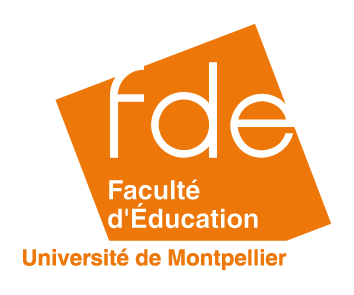 fde
Faculté
d'Éducation
Université de Montpellier